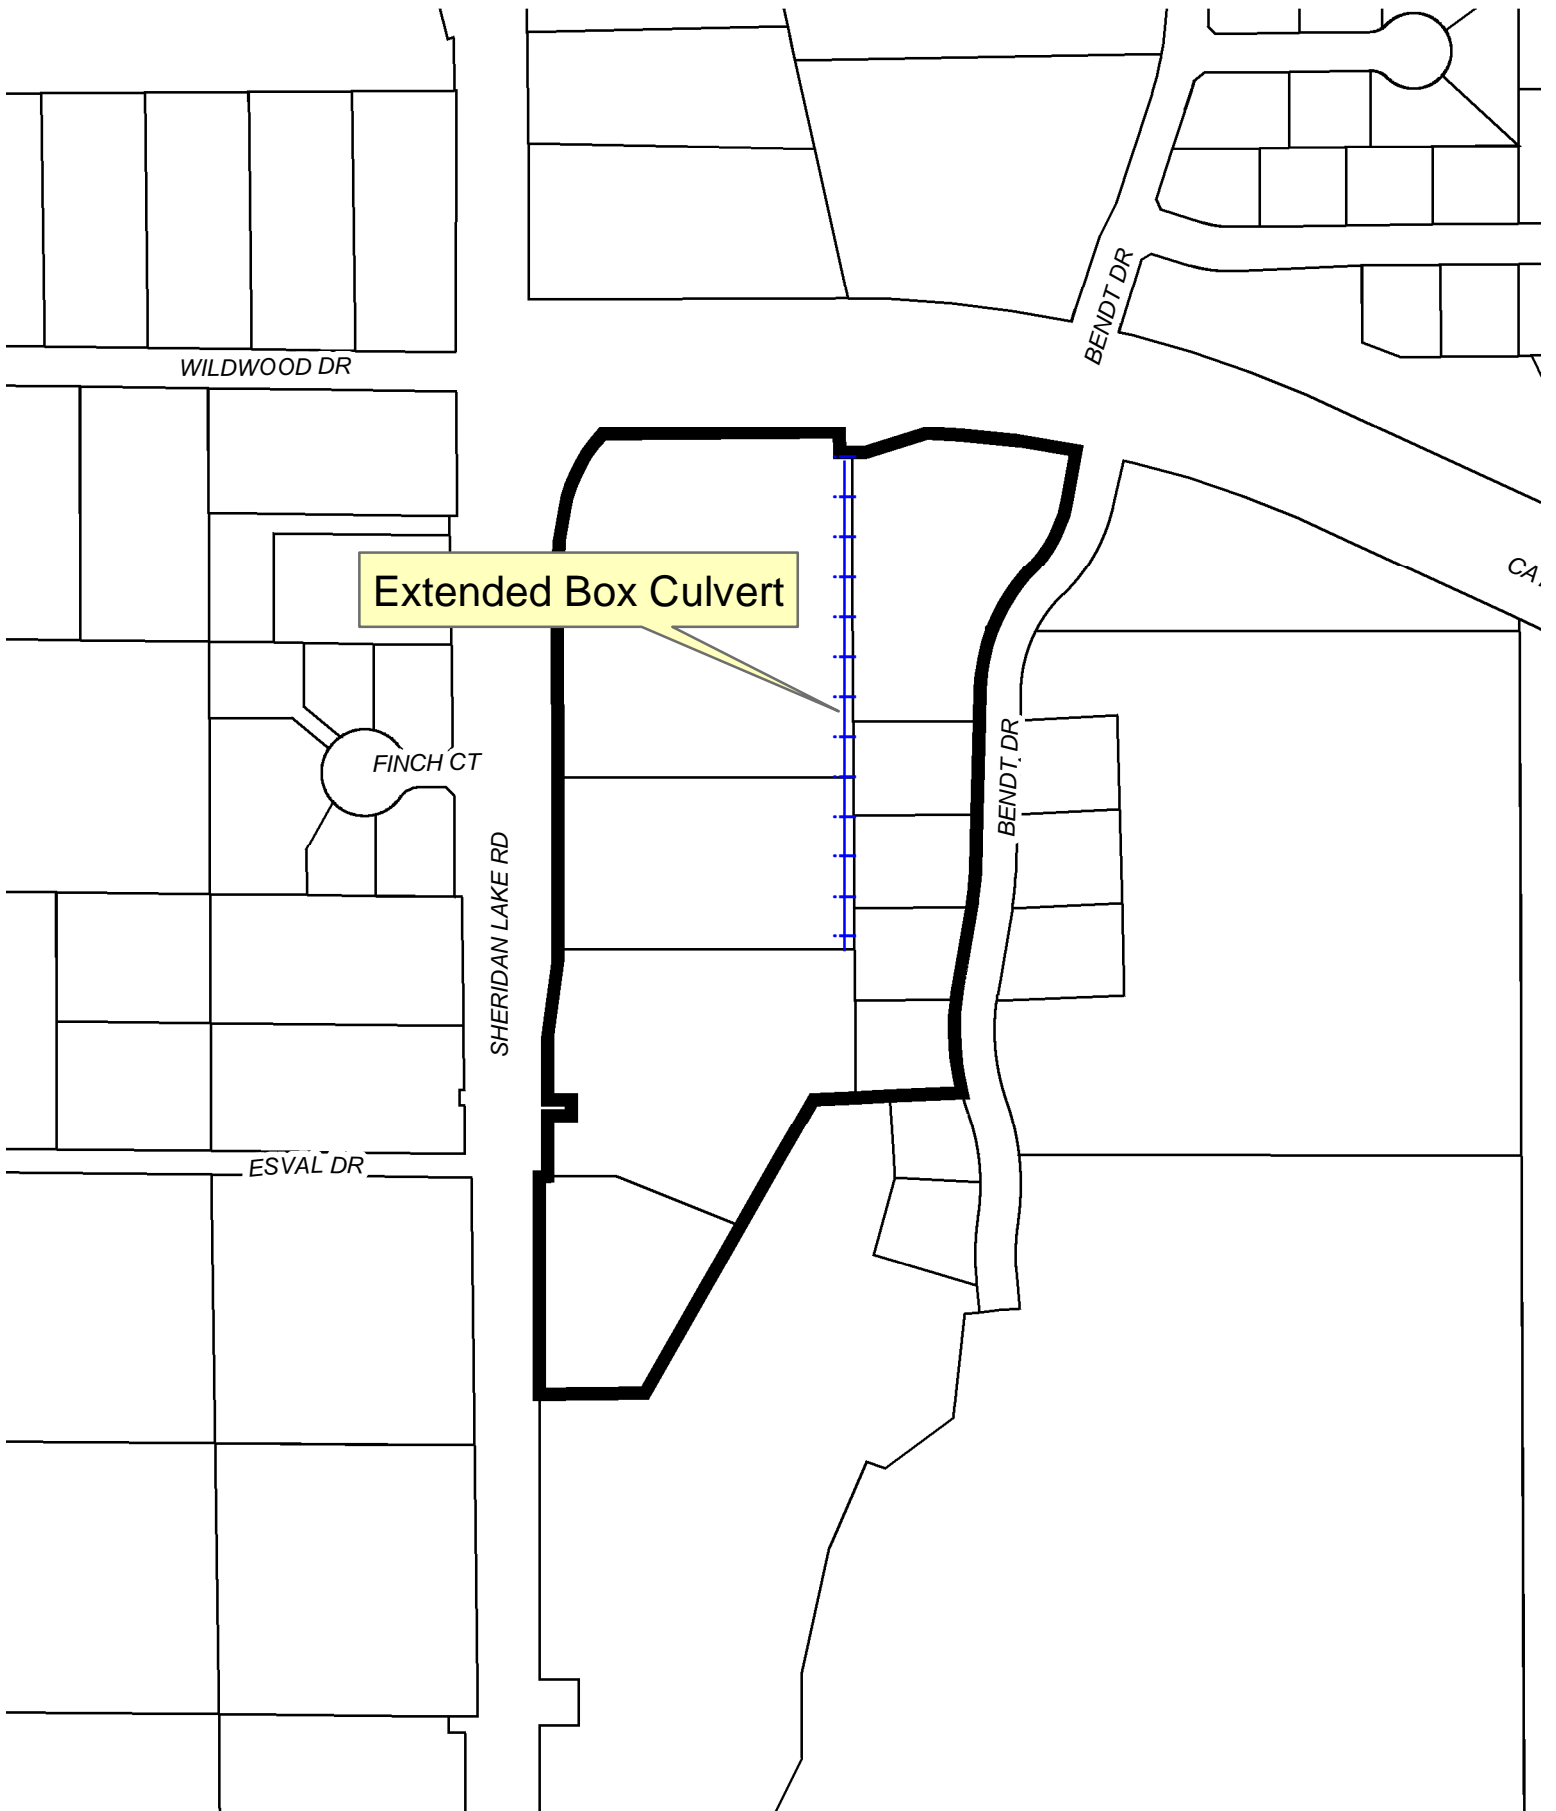 BENDT DR
WILDWOOD DR
Extended Box Culvert
FINCH CT
BENDT DR
SHERIDAN LAKE RD
ESVAL DR